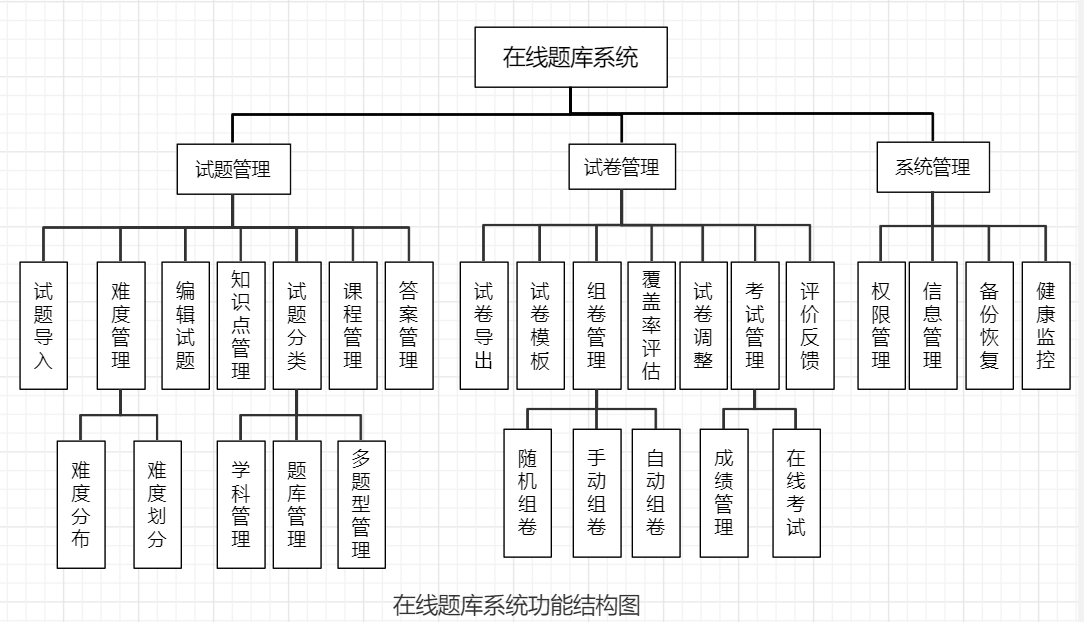 在线题库系统
试题管理
试卷管理
系统管理
试题导入
难度管理
编辑试题
知识点管理
试题分类
课程管理
答案管理
试卷导出
试卷模板
组卷管理
覆盖率评估
试卷调整
考试管理
评价反馈
权限管理
信息管理
备份恢复
健康监控
难度分布
难度划分
学科管理
题库管理
多题型管理
随机组卷
手动组卷
自动组卷
成绩管理
在线考试
在线题库系统功能结构图